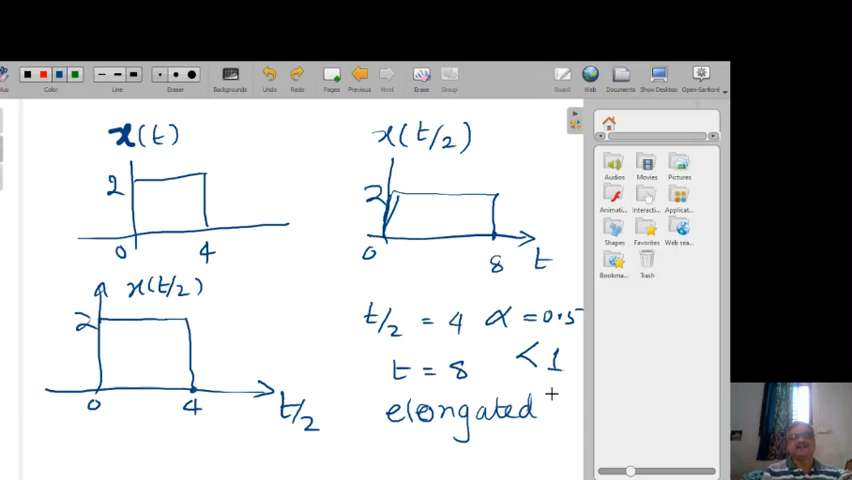 plus
Color
Line
Eraser
Backgrounds
Undo
Redo
Pages
Previous
Next
Erase
Group
Board
Web
Documents
Show Desktop
Open-Sankoré
x(t)
2
0
4
x(t/2)
2
0
8
t
x(t/2)
2
0
4
t/2
t/2 = 4
α = 0.5
< 1
t = 8
elongated
Audios
Movies
Pictures
Animati...
Interacti...
Applicat...
Shapes
Favorites
Web sea...
Bookma...
Trash